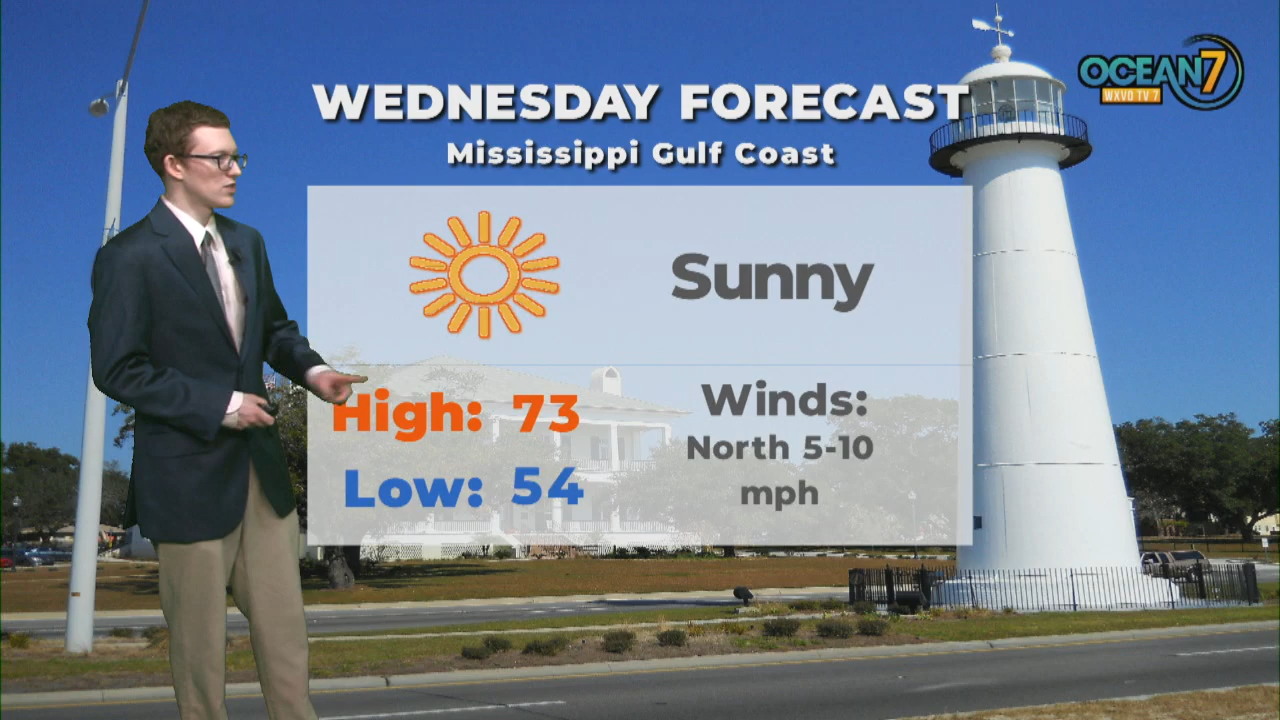 OCEAN7
WXVO TV 7
WEDNESDAY FORECAST
Mississippi Gulf Coast
Sunny
High: 73
Low: 54
Winds:
North 5-10
mph